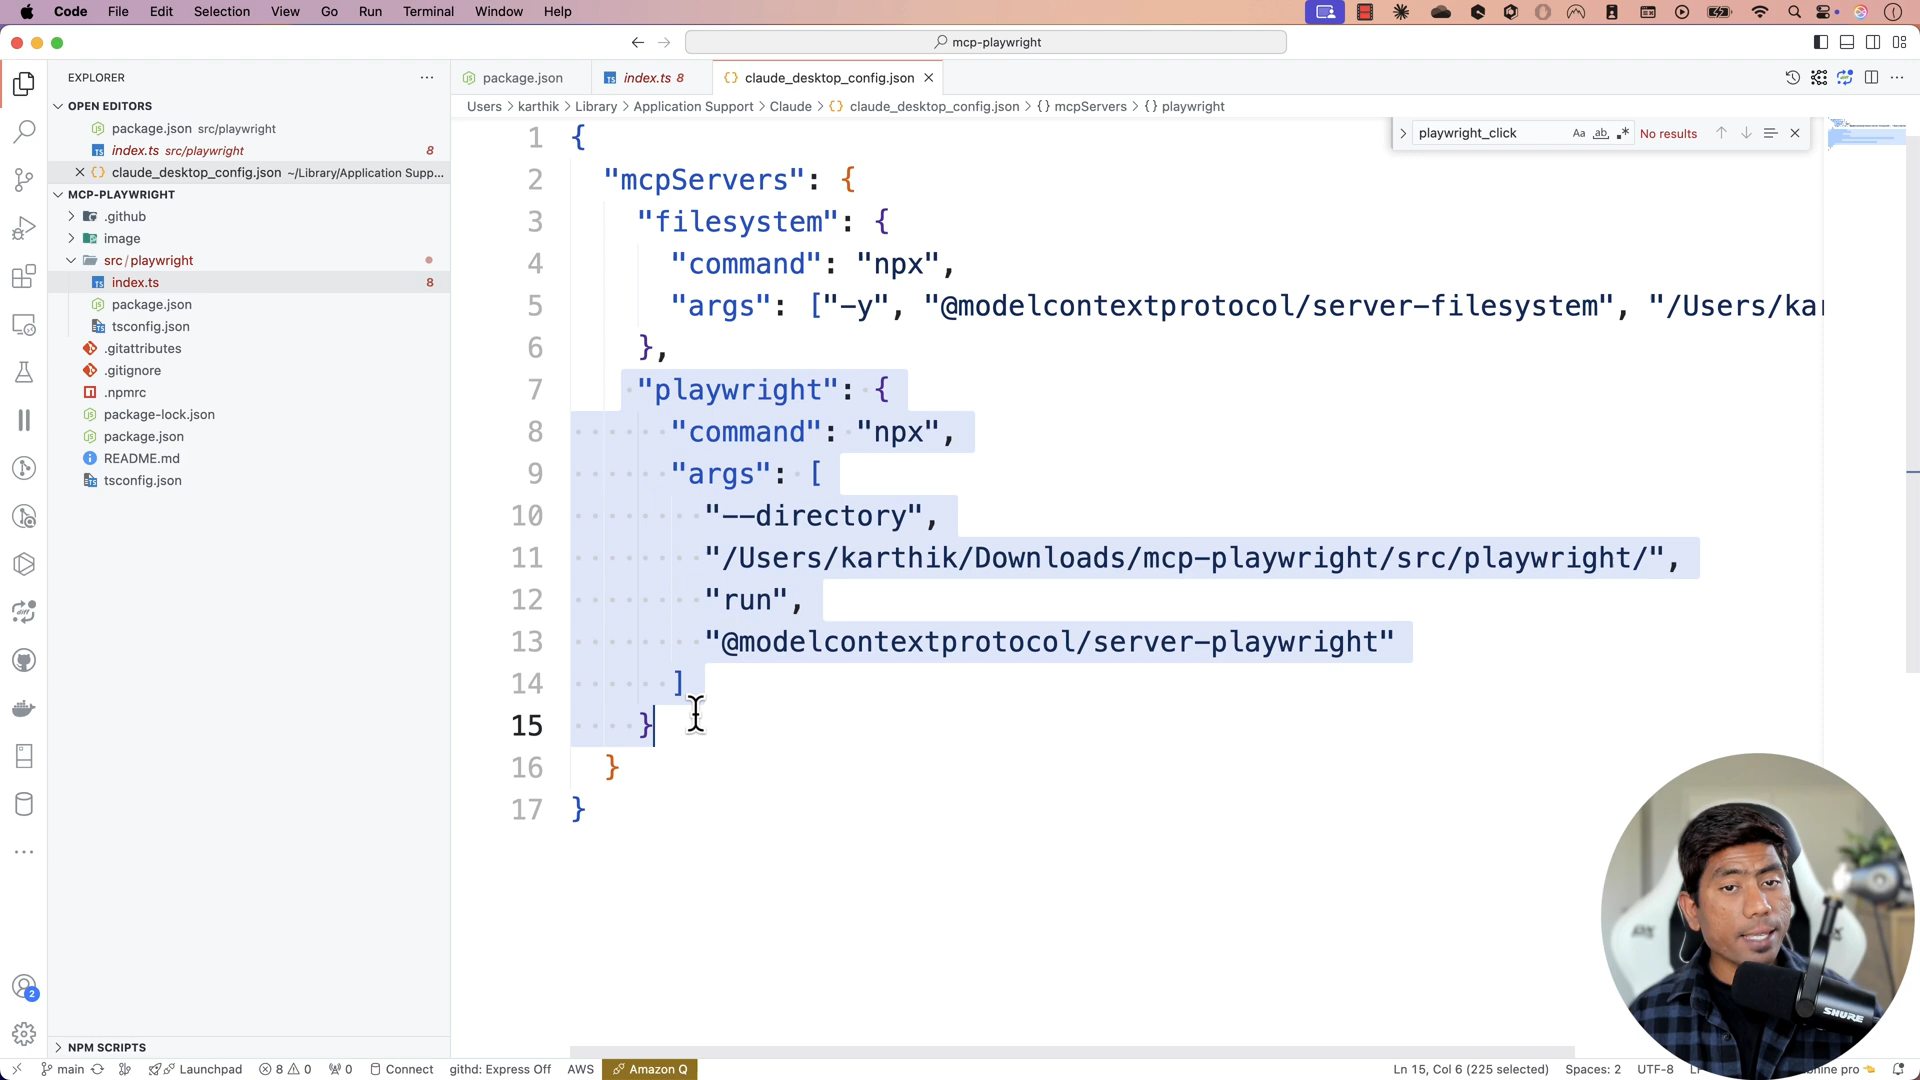 Code File Edit Selection View Go Run Terminal Window Help
mcp-playwright
EXPLORER
OPEN EDITORS
package.json src/playwright
index.ts src/playwright 8
claude_desktop_config.json ~/Library/Application Supp...
MCP-PLAYWRIGHT
.github
image
src/playwright
index.ts 8
package.json
tsconfig.json
.gitattributes
.gitignore
.npmrc
package-lock.json
package.json
README.md
tsconfig.json
NPM SCRIPTS
2
package.json index.ts 8 claude_desktop_config.json
Users > karthik > Library > Application Support > Claude > {} claude_desktop_config.json > {} mcpServers > {} playwright
playwright_click Aa ab No results
1 {
2 "mcpServers": {
3 "filesystem": {
4 "command": "npx",
5 "args": ["-y", "@modelcontextprotocol/server-filesystem", "/Users/kar
6 },
7 "playwright": {
8 "command": "npx",
9 "args": [
10 "--directory",
11 "/Users/karthik/Downloads/mcp-playwright/src/playwright/",
12 "run",
13 "@modelcontextprotocol/server-playwright"
14 ]
15 }
16 }
17 }
SHURE
main Launchpad 8 0 0 Connect githd: Express Off AWS Amazon Q Ln 15, Col 6 (225 selected) Spaces: 2 UTF-8